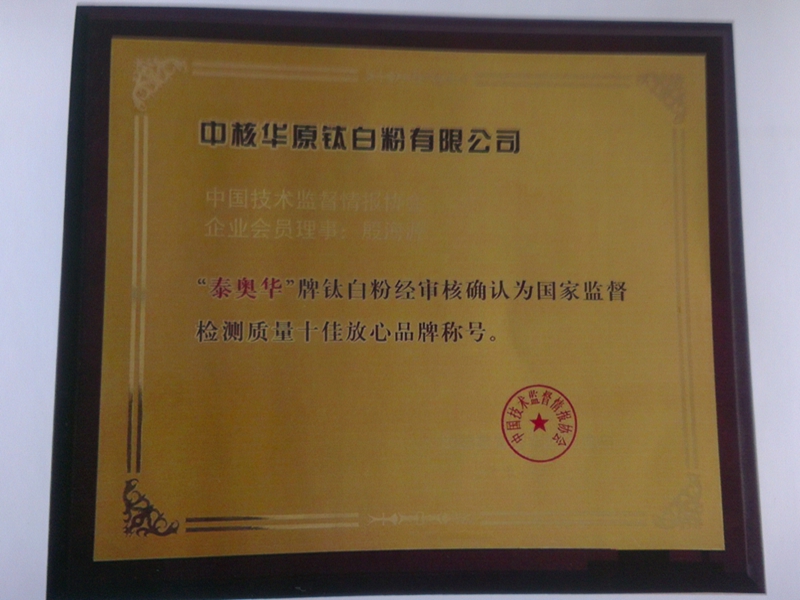 中核华原钛白粉有限公司
中国技术监督情报协会
企业会员理事：
“泰奥华”牌钛白粉经审核确认为国家监督
检测质量十佳放心品牌称号。
中国技术监督情报协会